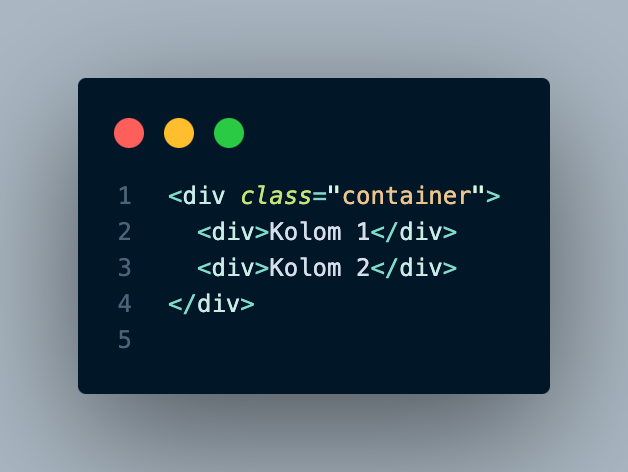 1 <div class="container">
2   <div>Kolom 1</div>
3   <div>Kolom 2</div>
4 </div>
5